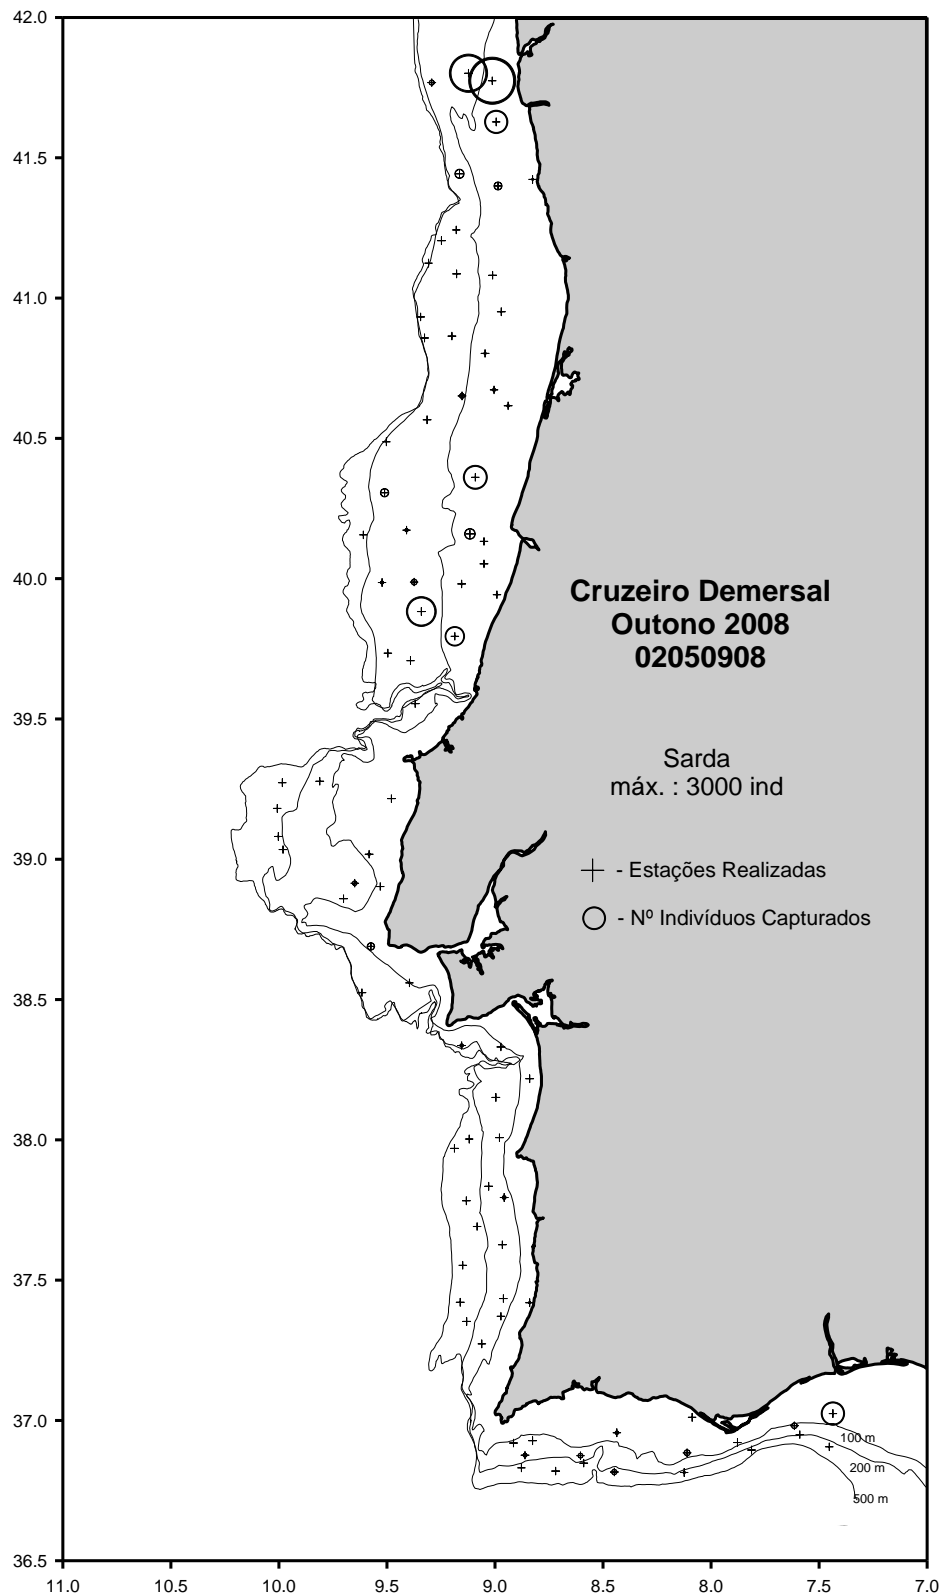 42.0
41.5
41.0
40.5
40.0
39.5
39.0
38.5
38.0
37.5
37.0
36.5
Cruzeiro Demersal
Outono 2008
02050908
Sarda
máx. : 3000 ind
- Estações Realizadas
- Nº Indivíduos Capturados
100 m
200 m
500 m
11.0 10.5 10.0 9.5 9.0 8.5 8.0 7.5 7.0